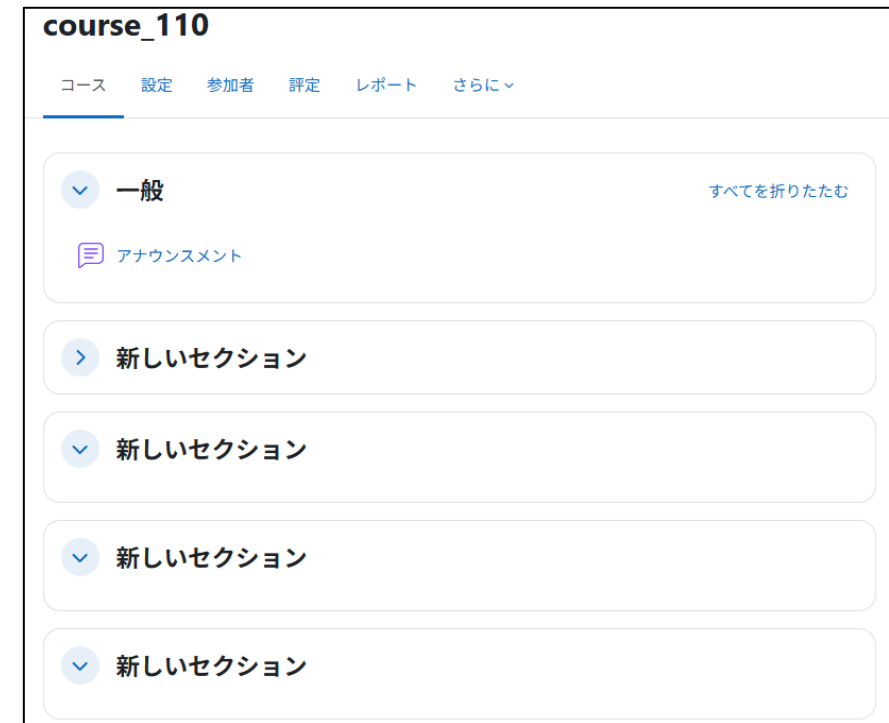 course_110
コース 設定 参加者 評定 レポート さらに
一般 すべてを折りたたむ
アナウンスメント
新しいセクション
新しいセクション
新しいセクション
新しいセクション